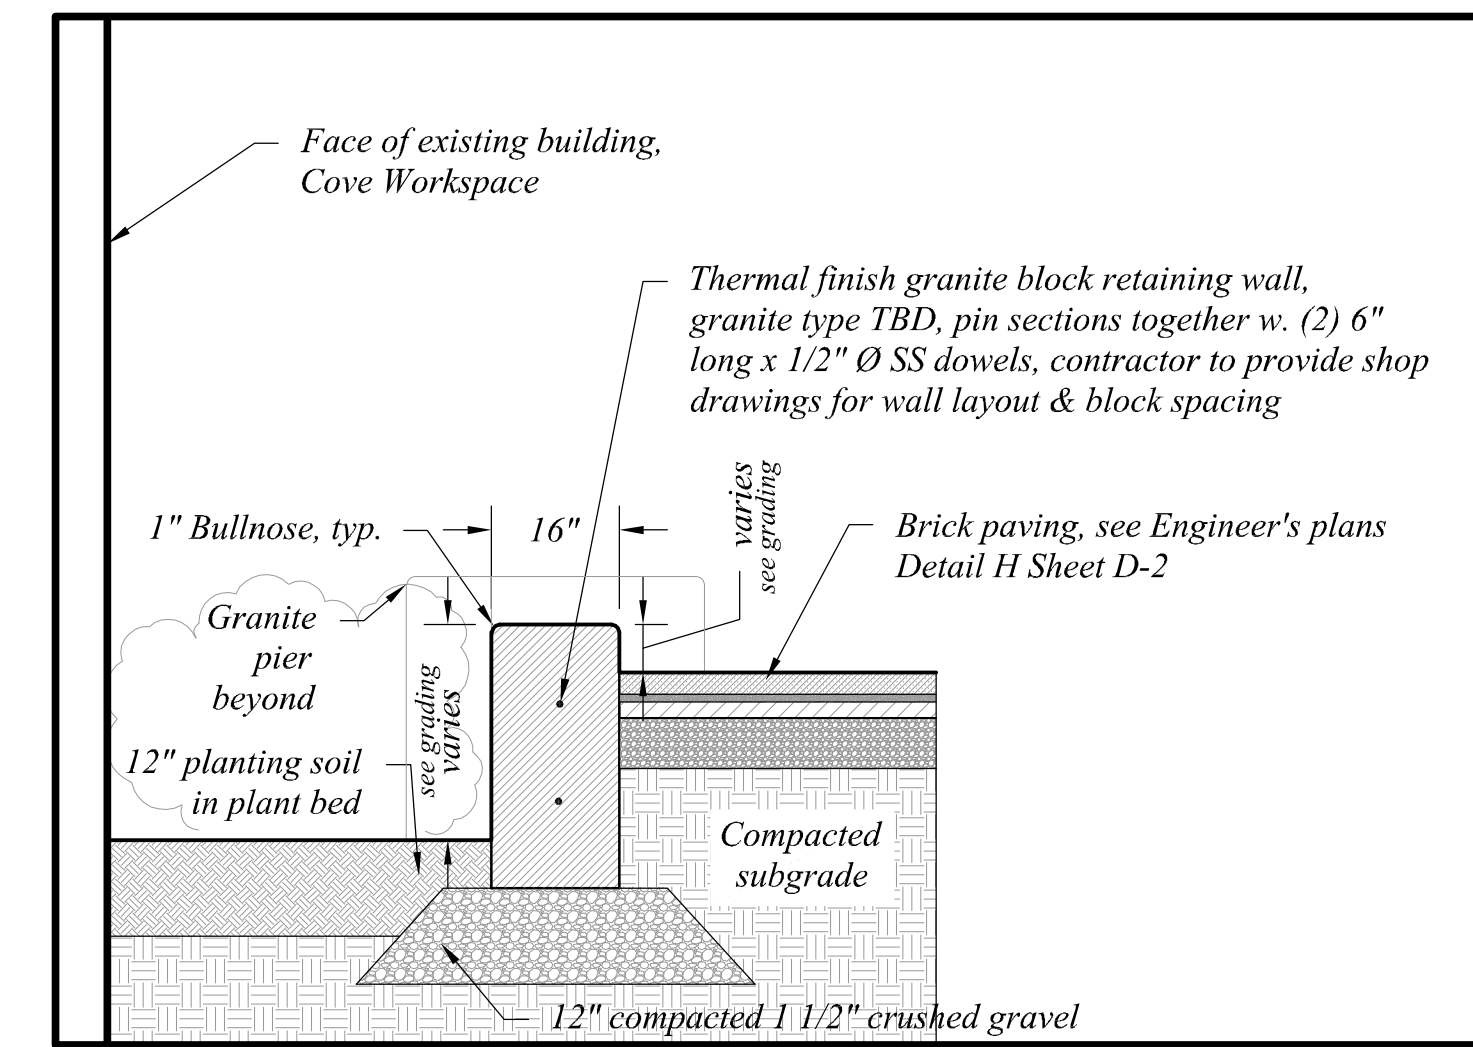 Face of existing building,
Cove Workspace
Thermal finish granite block retaining wall,
granite type TBD, pin sections together w. (2) 6"
long x 1/2" Ø SS dowels, contractor to provide shop
drawings for wall layout & block spacing
varies
see grading
1" Bullnose, typ.
16"
Brick paving, see Engineer's plans
Detail H Sheet D-2
Granite
pier
beyond
see grading
varies
12" planting soil
in plant bed
Compacted
subgrade
12" compacted 1 1/2" crushed gravel